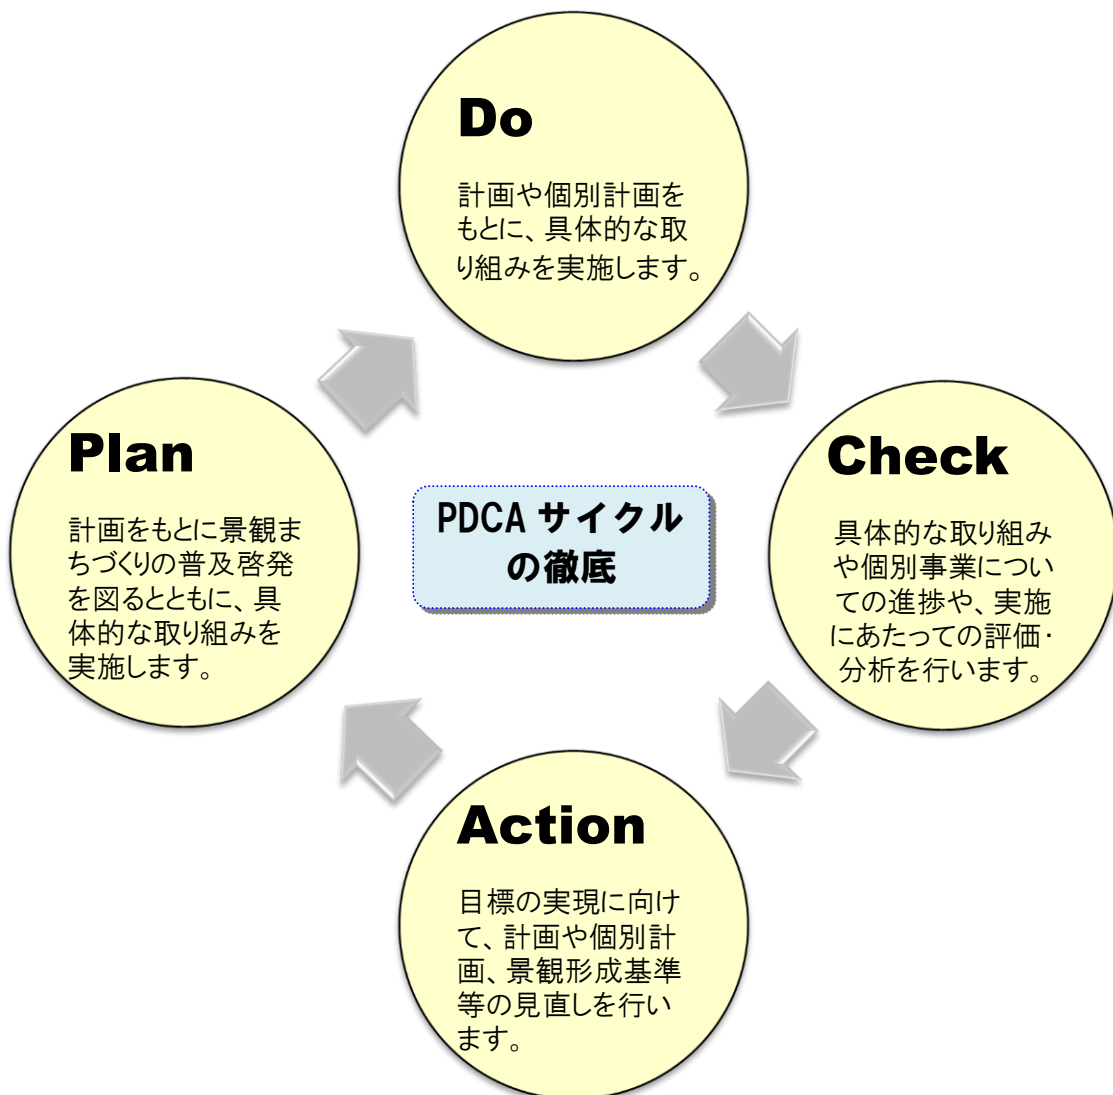 Do
計画や個別計画を
もとに、具体的な取
り組みを実施します。
Plan
計画をもとに景観ま
ちづくりの普及啓発
を図るとともに、具
体的な取り組みを
実施します。
PDCA サイクル
の徹底
Check
具体的な取り組み
や個別事業につい
ての進捗や、実施
にあたっての評価・
分析を行います。
Action
目標の実現に向け
て、計画や個別計
画、景観形成基準
等の見直しを行い
ます。